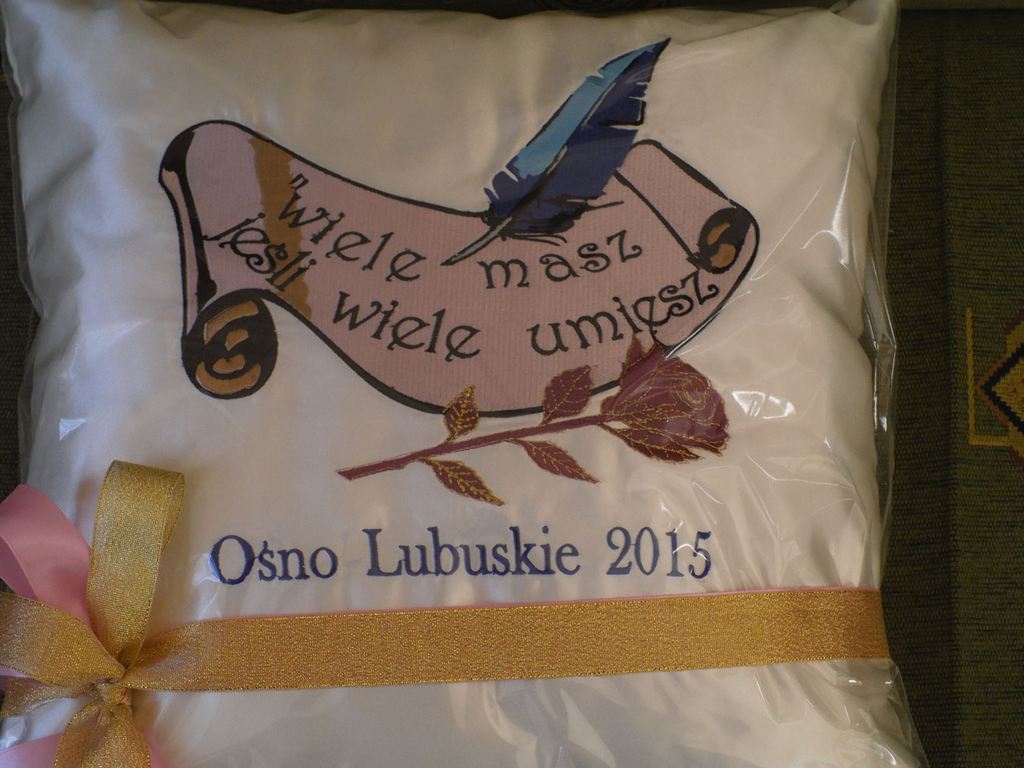 "wiele masz
jeśli wiele umiesz
Ośno Lubuskie 2015